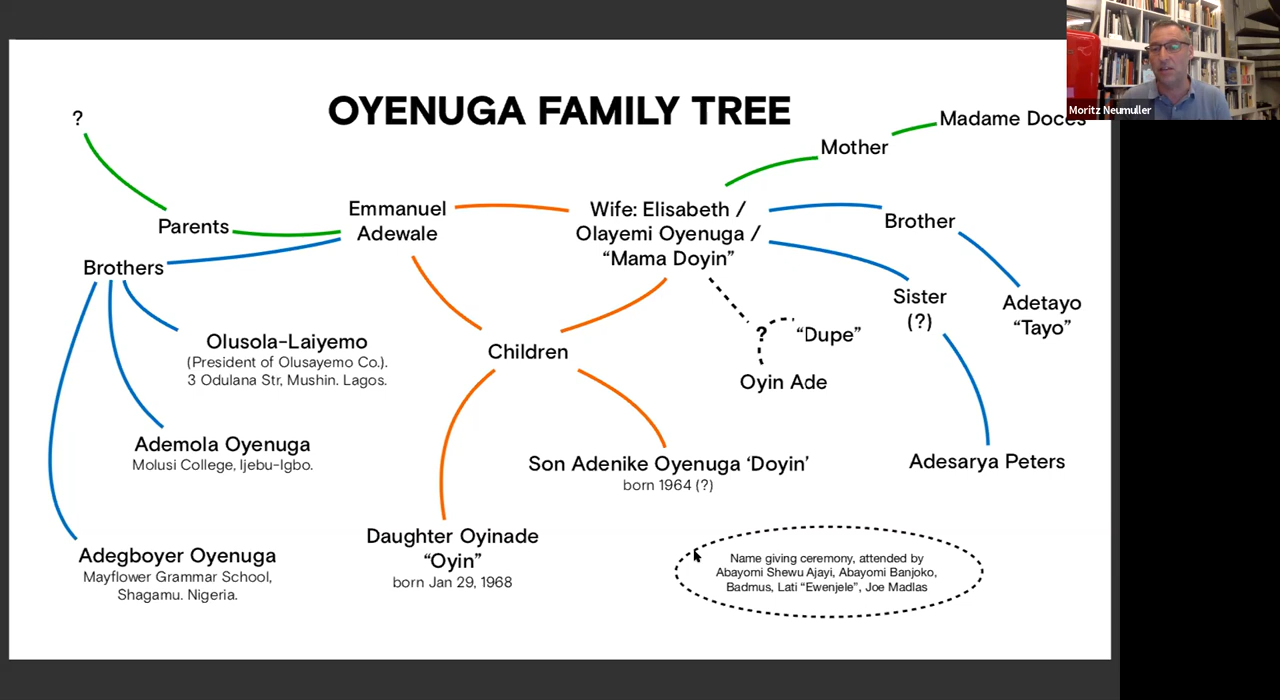 Moritz Neumuller
OYENUGA FAMILY TREE
?
Madame Doces
Mother
Parents
Emmanuel
Adewale
Wife: Elisabeth /
Olayemi Oyenuga /
“Mama Doyin”
Brother
Brothers
Sister
(?)
Adetayo
“Tayo”
Olusola-Laiyemo
(President of Olusayemo Co.).
3 Odulana Str, Mushin. Lagos.
Children
?
“Dupe”
Oyin Ade
Ademola Oyenuga
Molusi College, Ijebu-Igbo.
Son Adenike Oyenuga ‘Doyin’
born 1964 (?)
Adesarya Peters
Adegboyer Oyenuga
Mayflower Grammar School,
Shagamu. Nigeria.
Daughter Oyinade
“Oyin”
born Jan 29, 1968
Name giving ceremony, attended by
Abayomi Shewu Ajayi, Abayomi Banjoko,
Badmus, Lati “Ewenjele”, Joe Madlas